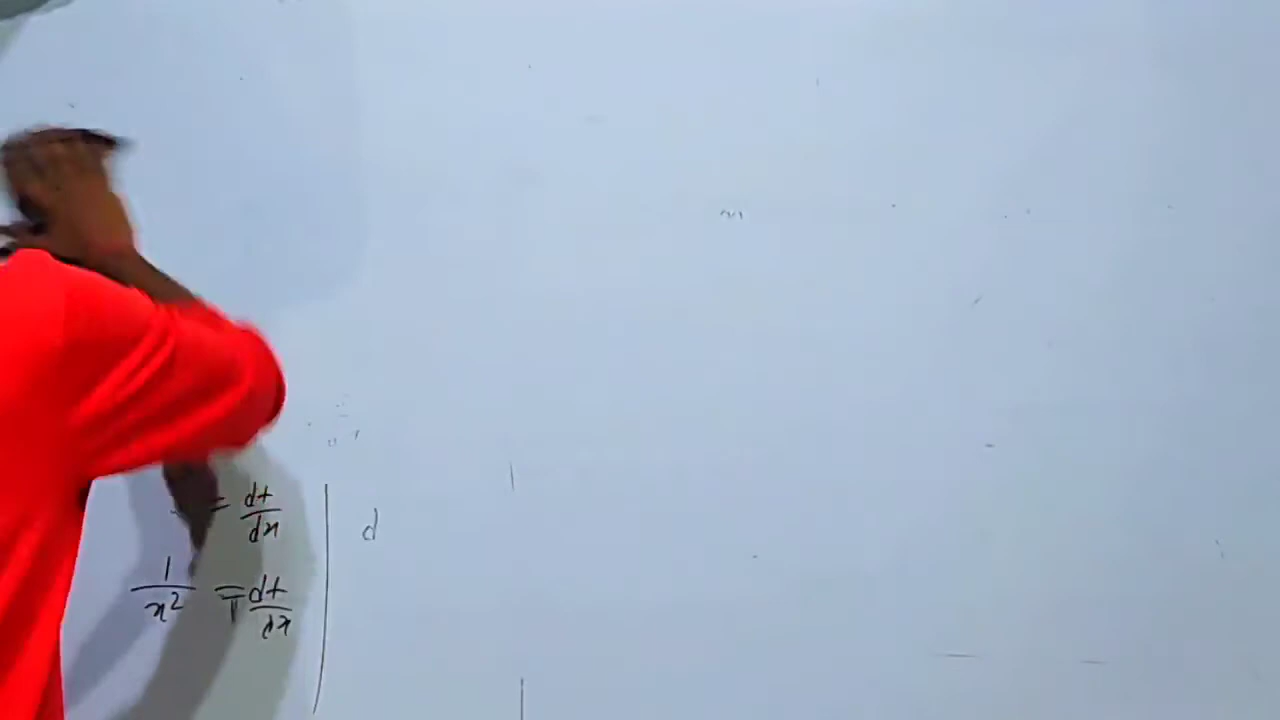 = dt/dx
d
1/x² = dt/dx